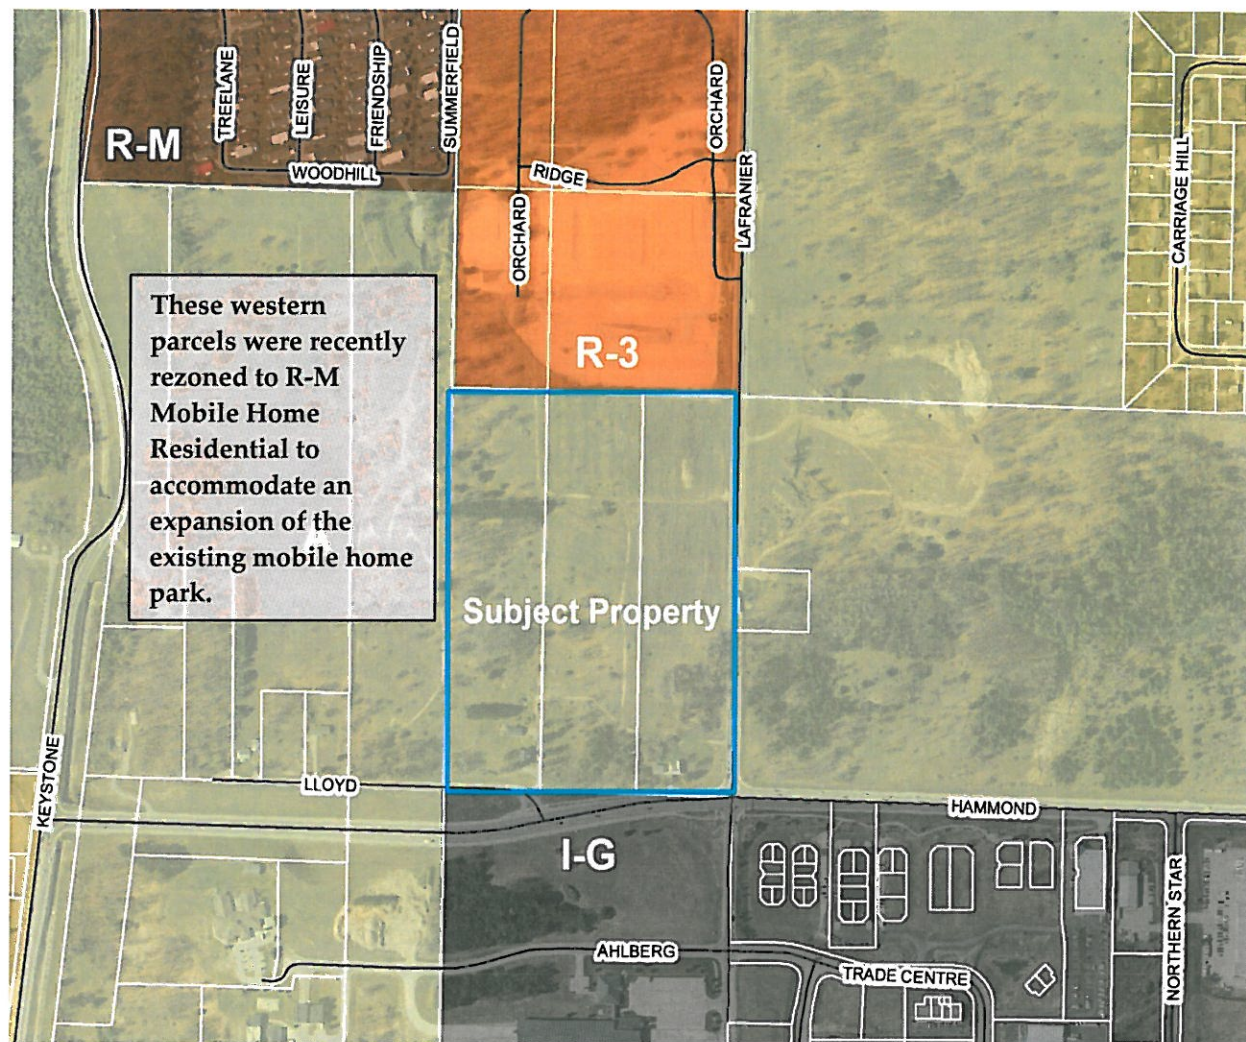 TREELANE
LEISURE
FRIENDSHIP
SUMMERFIELD
ORCHARD
R-M
WOODHILL
RIDGE
ORCHARD
LAFRANIER
CARRIAGE HILL
These western
parcels were recently
rezoned to R-M
Mobile Home
Residential to
accommodate an
expansion of the
existing mobile home
park.
R-3
Subject Property
KEYSTONE
LLOYD
HAMMOND
I-G
AHLBERG
TRADE CENTRE
NORTHERN STAR